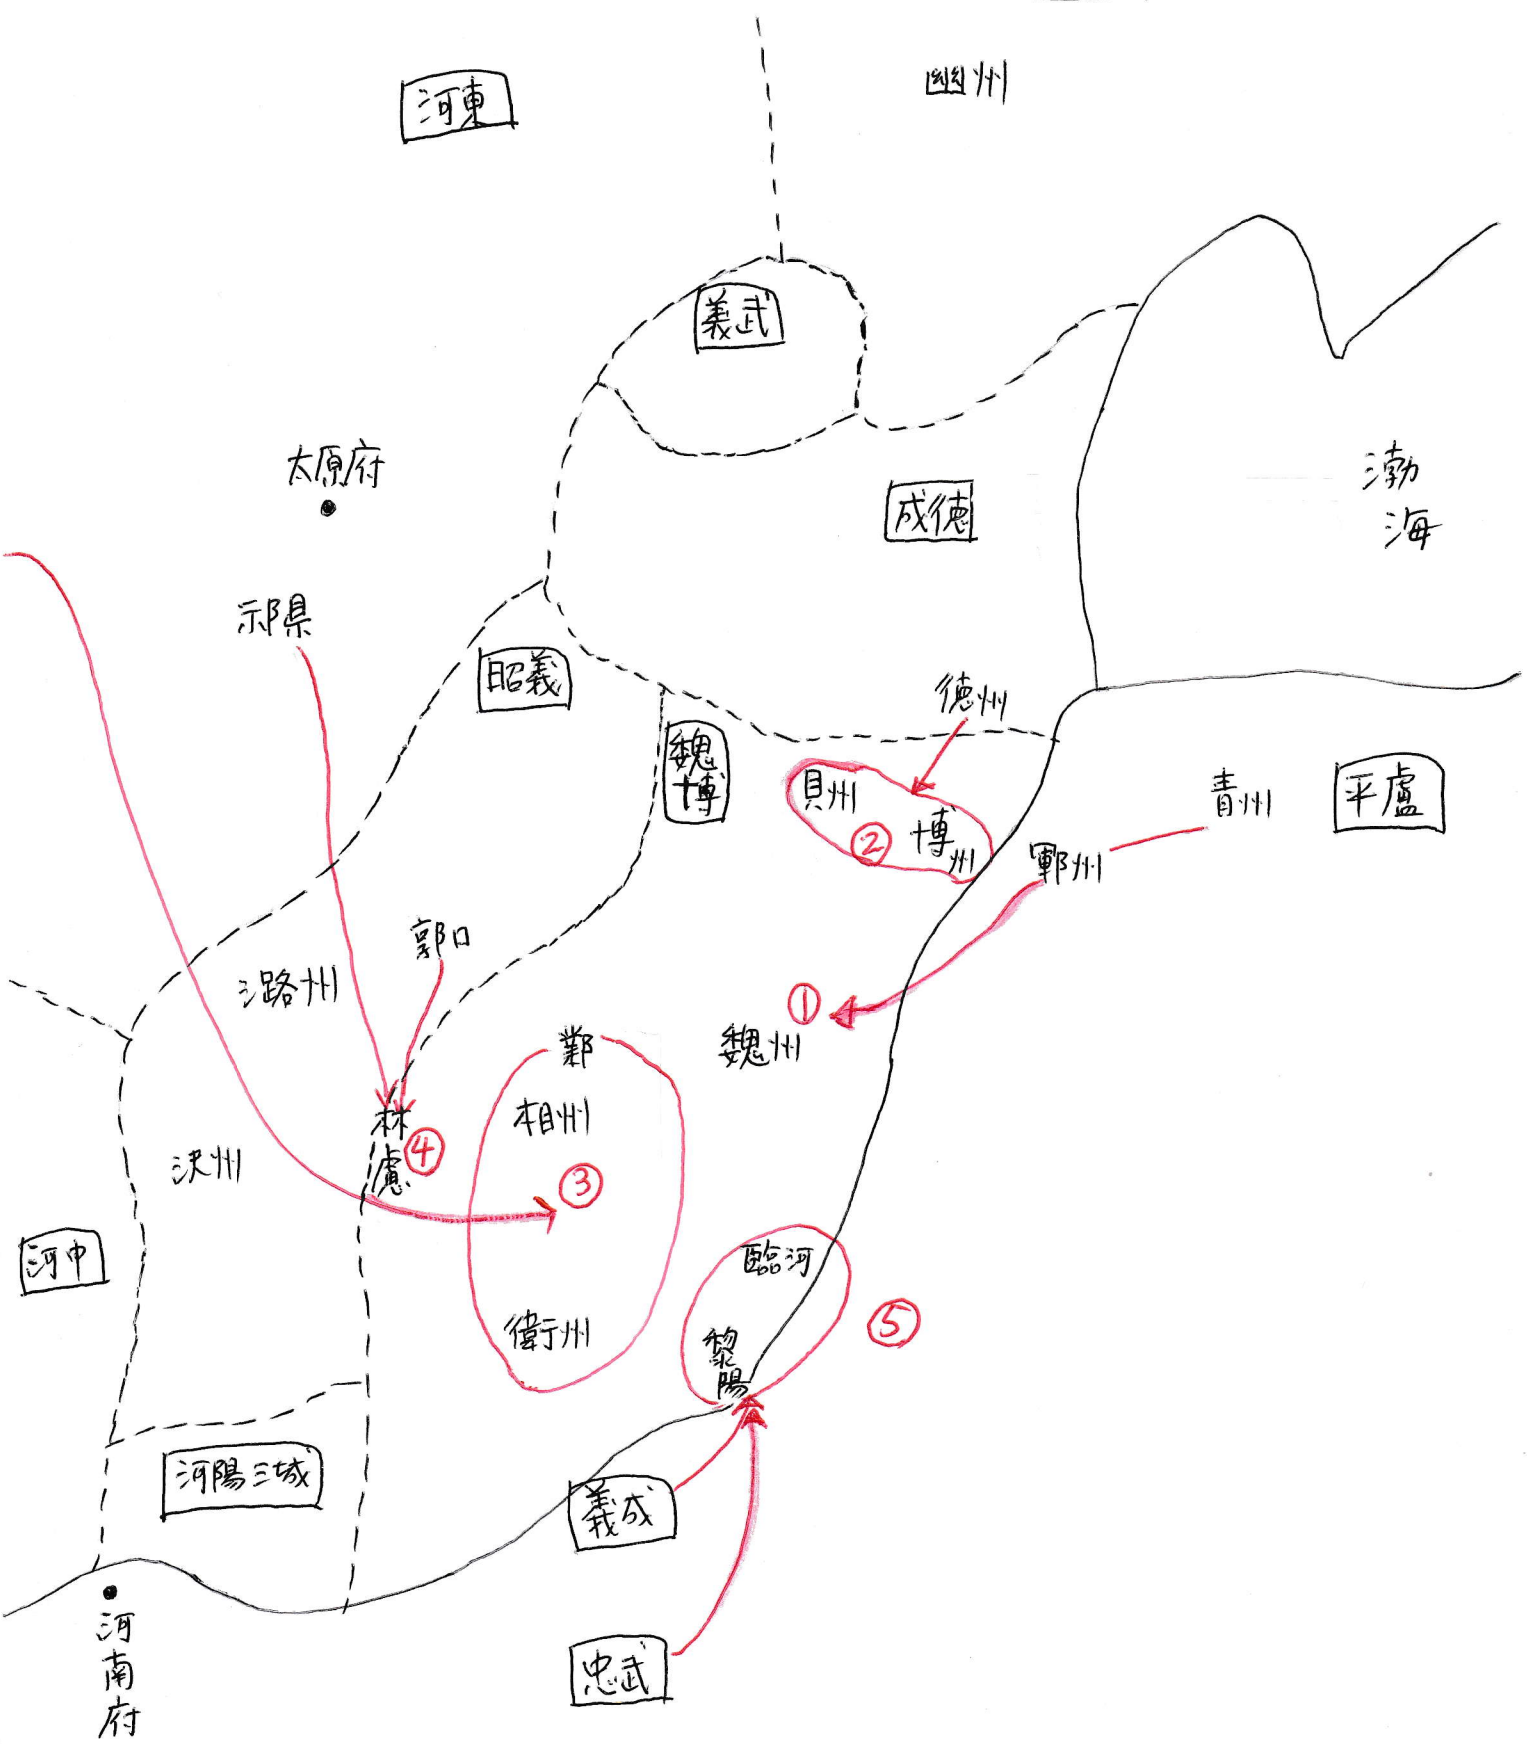 河東
幽州
義武
太原府
成徳
渤
海
祁県
昭義
徳州
魏
博
貝州
博
州
②
青州
平盧
鄆州
郭口
潞州
①
魏州
鄴
相州
林
慮
④
③
沢州
河中
臨河
⑤
衛州
黎
陽
河陽三城
義成
河
南
府
忠武